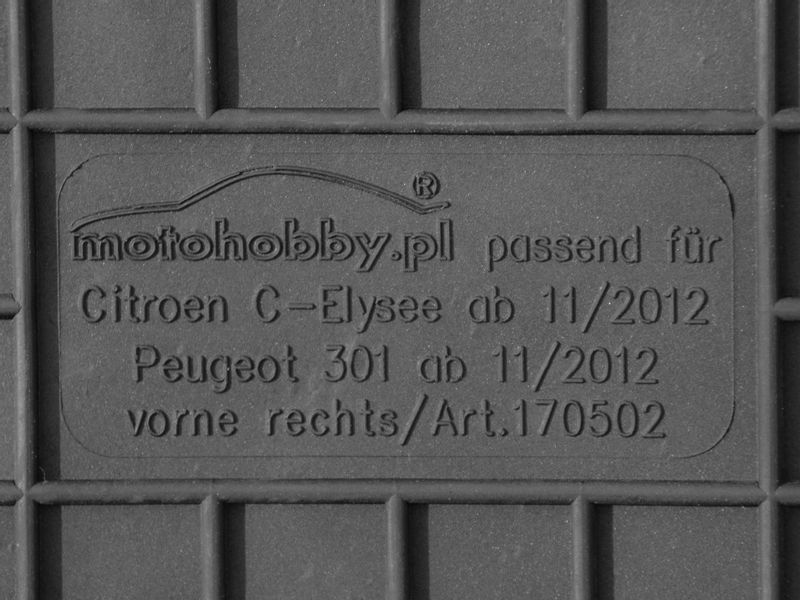 motohobby.pl ® passend für
Citroen C-Elysee ab 11/2012
Peugeot 301 ab 11/2012
vorne rechts/Art.170502